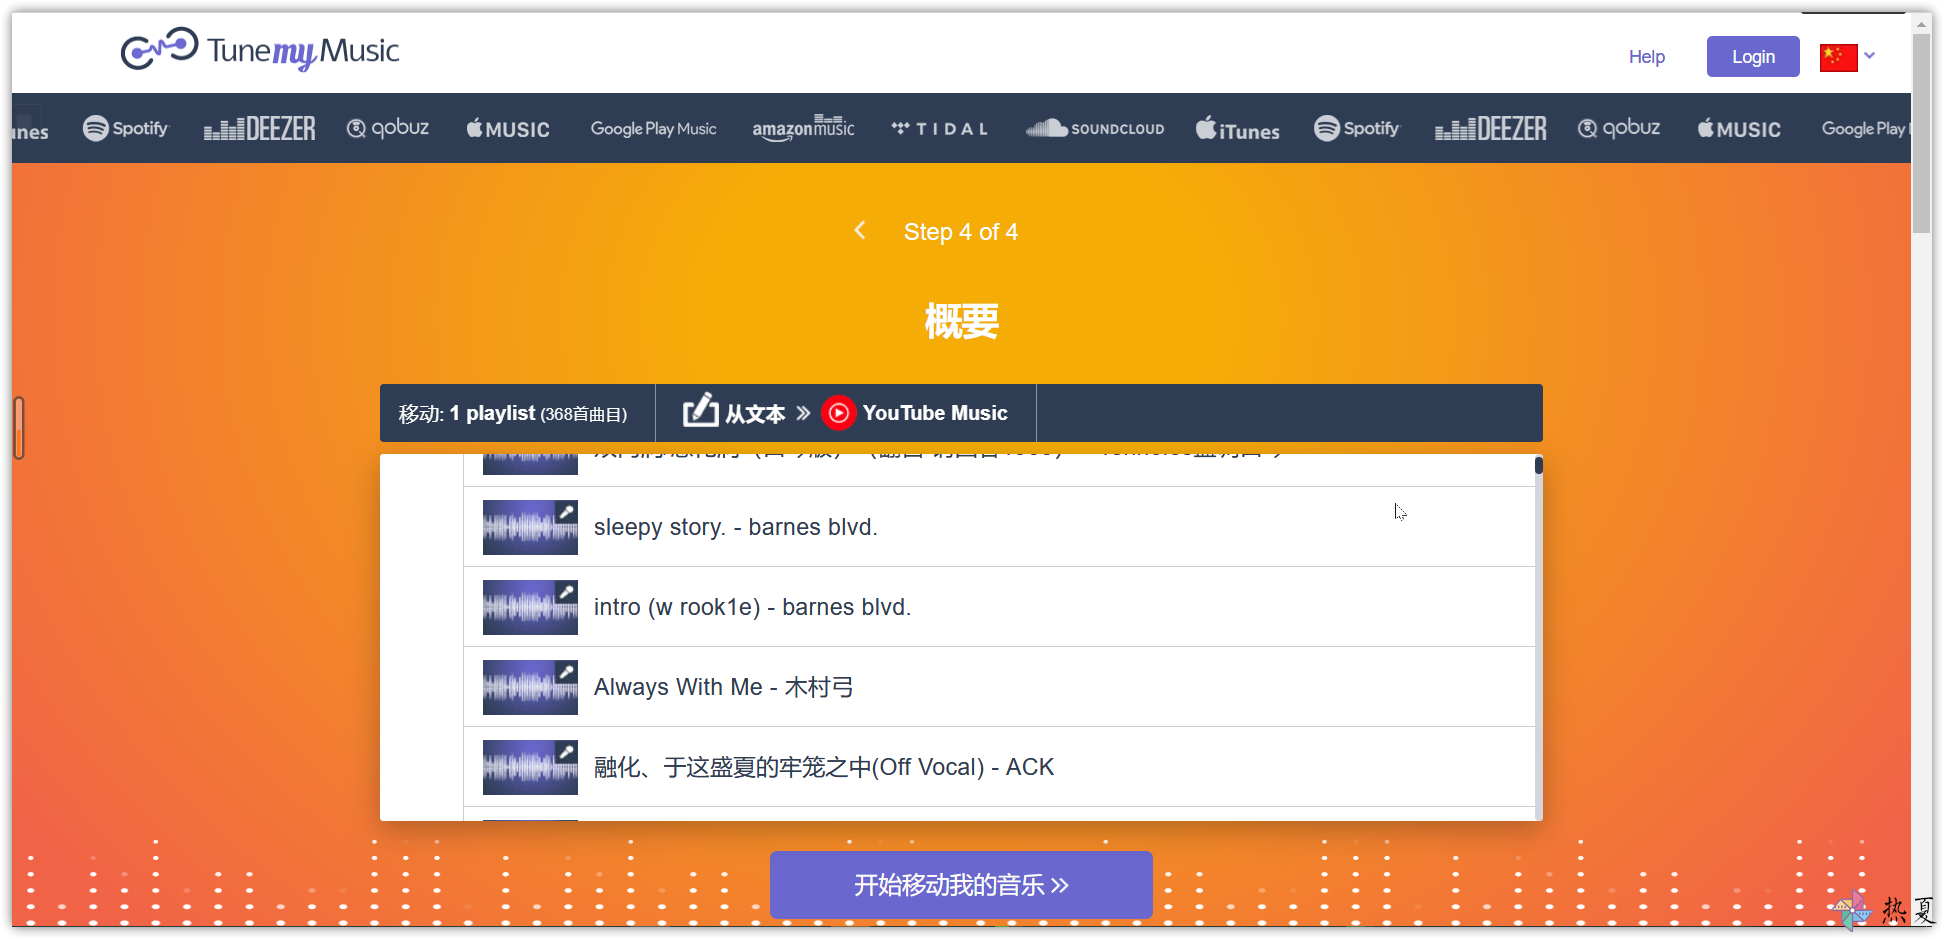 TunemyMusic
Help
Login
unes Spotify DEEZER qobuz MUSIC Google Play Music amazonmusic TIDAL SOUNDCLOUD iTunes Spotify DEEZER qobuz MUSIC Google Play
Step 4 of 4
概要
移动: 1 playlist (368首曲目) 从文本 » YouTube Music
sleepy story. - barnes blvd.
intro (w rook1e) - barnes blvd.
Always With Me - 木村弓
融化、于这盛夏的牢笼之中(Off Vocal) - ACK
开始移动我的音乐 »
热夏